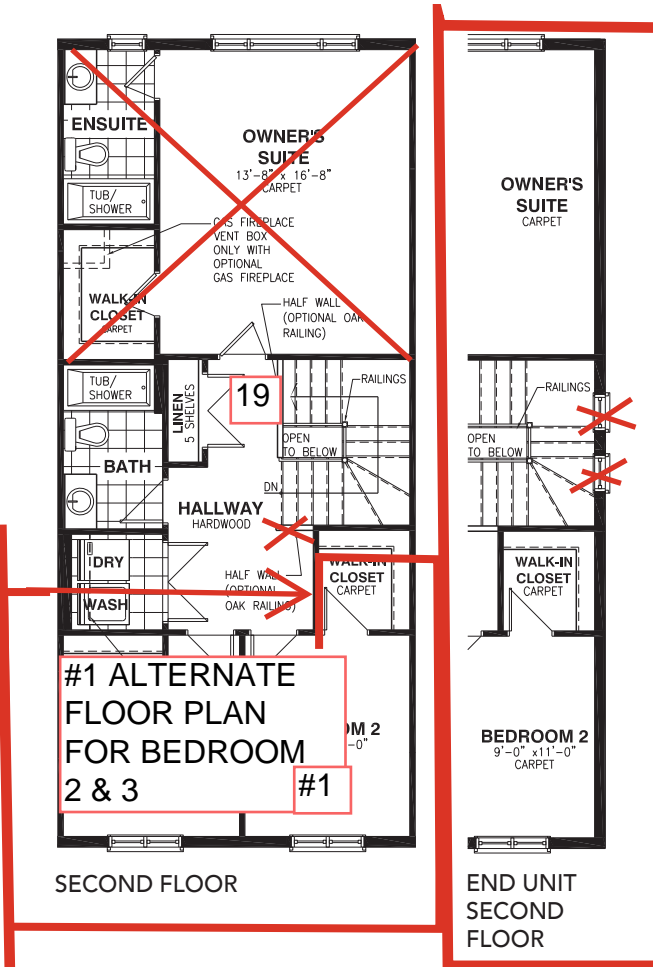 ENSUITE
OWNER'S
SUITE
13'-8" x 16'-8"
CARPET
TUB/
SHOWER
GAS FIREPLACE
VENT BOX
ONLY WITH
OPTIONAL
GAS FIREPLACE
WALK-IN
CLOSET
CARPET
HALF WALL
(OPTIONAL OAK
RAILING)
TUB/
SHOWER
LINEN
5 SHELVES
19
RAILINGS
OPEN
TO BELOW
BATH
DN
HALLWAY
HARDWOOD
DRY
WASH
HALF WALL
(OPTIONAL
OAK RAILING)
WALK-IN
CLOSET
CARPET
#1 ALTERNATE
FLOOR PLAN
FOR BEDROOM
2 & 3
#1
OM 2
-0"
SECOND FLOOR
OWNER'S
SUITE
CARPET
RAILINGS
OPEN
TO BELOW
WALK-IN
CLOSET
CARPET
BEDROOM 2
9'-0" x11'-0"
CARPET
END UNIT
SECOND
FLOOR